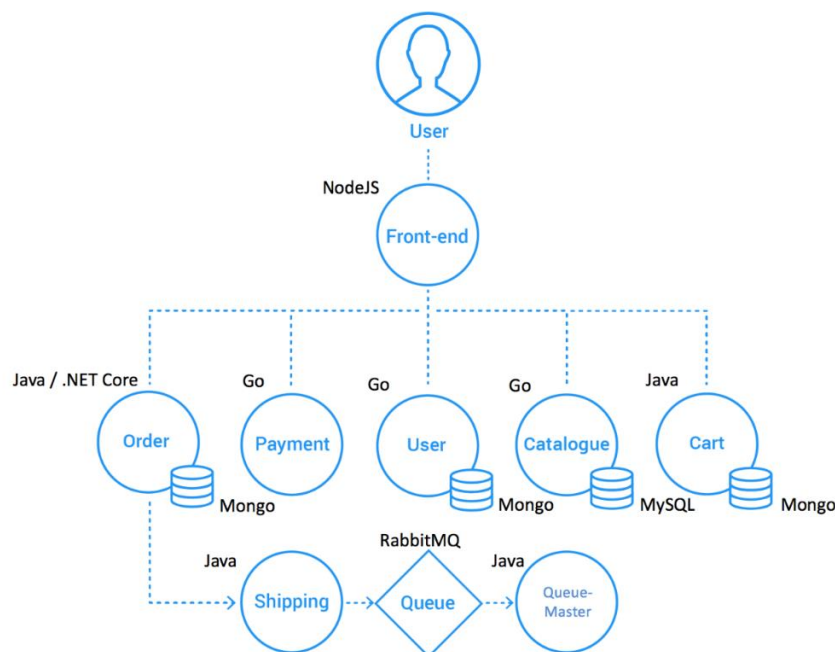 User
NodeJS
Front-end
Java / .NET Core
Go
Go
Go
Java
Order
Payment
User
Catalogue
Cart
Mongo
Mongo
MySQL
Mongo
RabbitMQ
Java
Java
Shipping
Queue
Queue-
Master